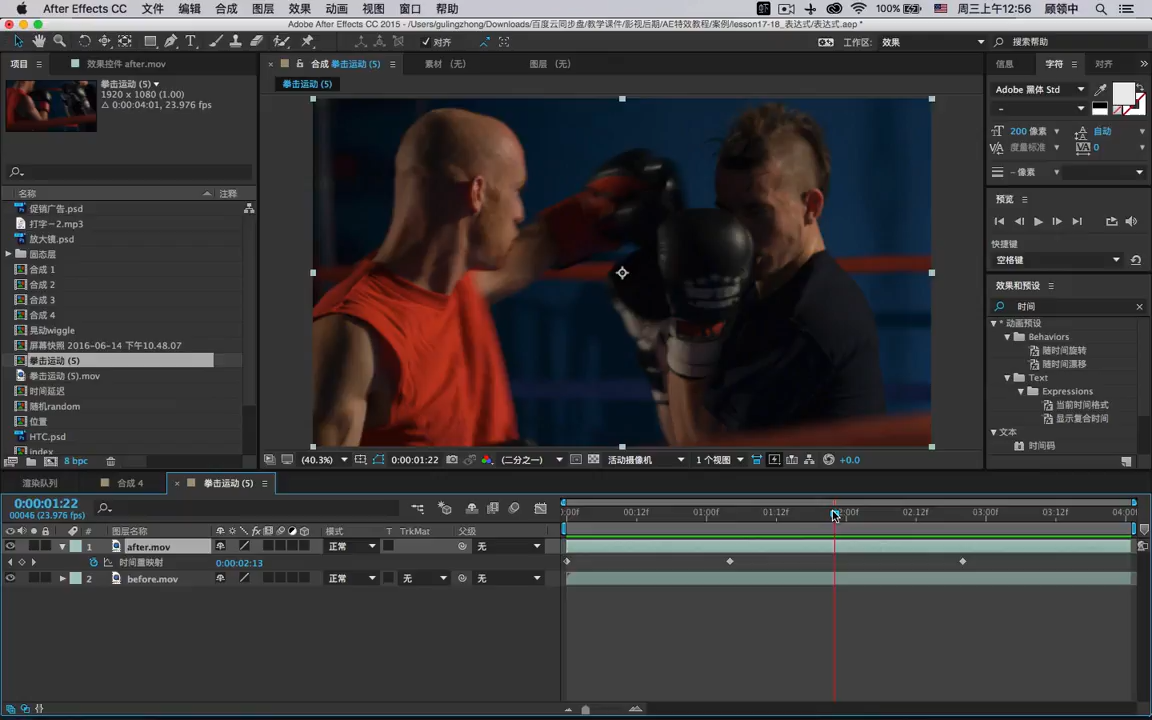 After Effects CC 文件 编辑 合成 图层 效果 动画 视图 窗口 帮助 100% 周三上午12:56 顾领中
Adobe After Effects CC 2015 - /Users/gulingzhong/Downloads/百度云同步盘/教学课件/影视后期/AE特效教程/案例/lesson17-18_表达式/表达式.aep *
对齐 工作区: 效果 搜索帮助
项目 效果控件 after.mov 合成 拳击运动 (5) 素材 (无) 图层 (无) 信息 字符 对齐
拳击运动 (5)
拳击运动 (5)
1920 x 1080 (1.00)
Δ 0:00:04:01, 23.976 fps
Adobe 黑体 Std
-
200 像素 自动
度量标准 0
- 像素
名称 注释
促销广告.psd
打字-2.mp3
放大镜.psd
固态层
合成 1
合成 2
合成 3
合成 4
晃动wiggle
屏幕快照 2016-06-14 下午10.48.07
拳击运动 (5)
拳击运动 (5).mov
时间延迟
随机random
位置
HTC.psd
index
8 bpc
预览
快捷键
空格键
效果和预设
时间
动画预设
Behaviors
随时间旋转
随时间漂移
Text
Expressions
当前时间格式
显示复合时间
文本
时间码
(40.3%) 0:00:01:22 (二分之一) 活动摄像机 1 个视图 +0.0
渲染队列 合成 4 拳击运动 (5)
0:00:01:22
00046 (23.976 fps)
:00f 00:12f 01:00f 01:12f 02:00f 02:12f 03:00f 03:12f 04:00f
# 图层名称 模式 T TrkMat 父级
1 after.mov 正常 无
时间重映射 0:00:02:13
2 before.mov 正常 无 无